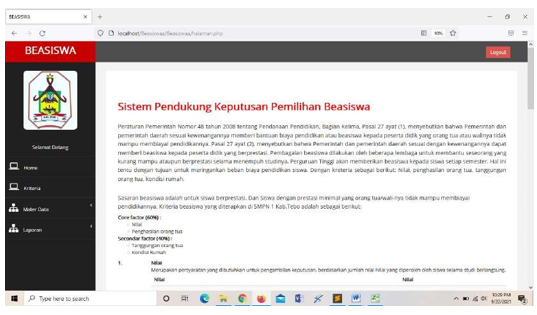 BEASISWA
localhost/Beasiswa/Beasiswa/halaman.php
90%
BEASISWA
Logout
Selamat Datang
Home
Kriteria
Mater Data
Laporan
Sistem Pendukung Keputusan Pemilihan Beasiswa
Peraturan Pemerintah Nomor 48 tahun 2008 tentang Pendanaan Pendidikan, Bagian Kelima, Pasal 27 ayat (1), menyebutkan bahwa Pemerintah dan
pemerintah daerah sesuai kewenangannya memberi bantuan biaya pendidikan atau beasiswa kepada peserta didik yang orang tua atau walinya tidak
mampu membiayai pendidikannya. Pasal 27 ayat (2), menyebutkan bahwa Pemerintah dan pemerintah daerah sesuai dengan kewenangannya dapat
memberi beasiswa kepada peserta didik yang berprestasi. Pembagalan beasiswa dilakukan oleh beberapa lembaga untuk membantu seseorang yang
kurang mampu ataupun berprestasi selama menempuh studinya. Perguruan Tinggi akan memberikan beasiswa kepada siswa setiap semester. Hal ini
tentu dengan tujuan untuk meringankan beban biaya pendidikan siswa. Dengan kriteria sebagai berikut: Nilai, penghasilan orang tua, tanggungan
orang tua, kondisi rumah.
Sasaran Beasiswa adalah untuk siswa berprestasi. Dan Siswa dengan prestasi minimal yang orang tua/wali-nya tidak mampu membiayai
pendidikannya. Kriteria beasiswa yang diterapkan di SMPN 1 Kab.Tebo adalah sebagai berikut:
Core factor (60%) :
Nilai
Penghasilan orang tua
Secondar factor (40%) :
Tanggungan orang tua
Kondisi Rumah
1. Nilai
Merupakan persyaratan yang dibutuhkan untuk pengambilan keputusan, berdasarkan jumlah nilai Nilai yang diperoleh oleh siswa selama studi berlangsung.
Nilai Nilai
Type here to search
10:20 PM
9/22/2021